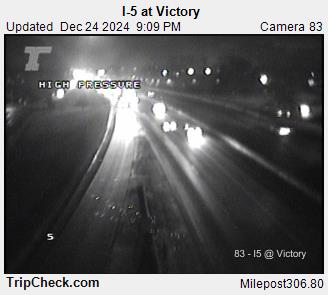 I-5 at Victory
Updated Dec 24 2024 9:09 PM Camera 83
T
HIGH PRESSURE
S
83 - I5 @ Victory
TripCheck.com Milepost306.80